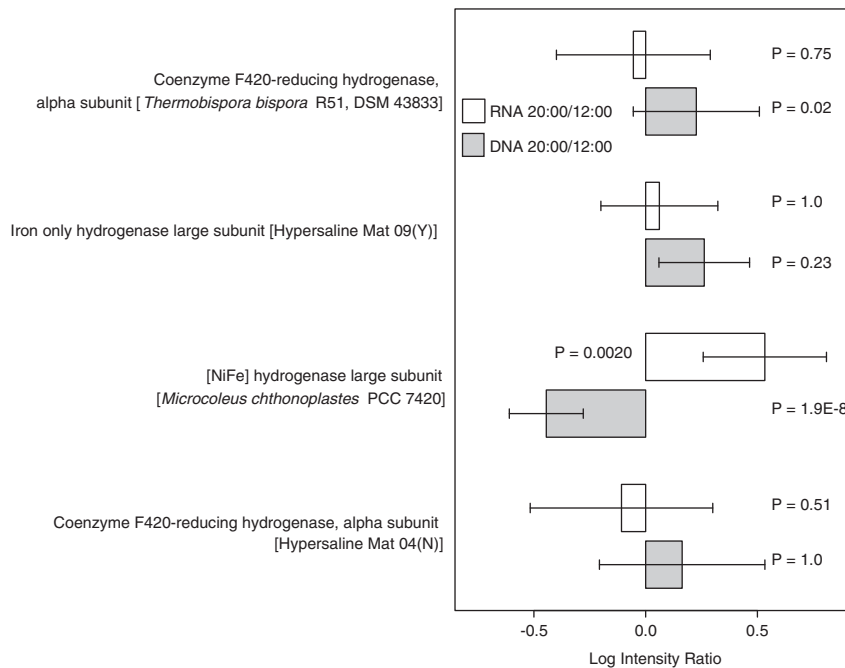 Coenzyme F420-reducing hydrogenase,
alpha subunit [ Thermobispora bispora R51, DSM 43833]
P = 0.75
P = 0.02
RNA 20:00/12:00
DNA 20:00/12:00
Iron only hydrogenase large subunit [Hypersaline Mat 09(Y)]
P = 1.0
P = 0.23
[NiFe] hydrogenase large subunit
[Microcoleus chthonoplastes PCC 7420]
P = 0.0020
P = 1.9E-8
Coenzyme F420-reducing hydrogenase, alpha subunit
[Hypersaline Mat 04(N)]
P = 0.51
P = 1.0
-0.5 0.0 0.5
Log Intensity Ratio